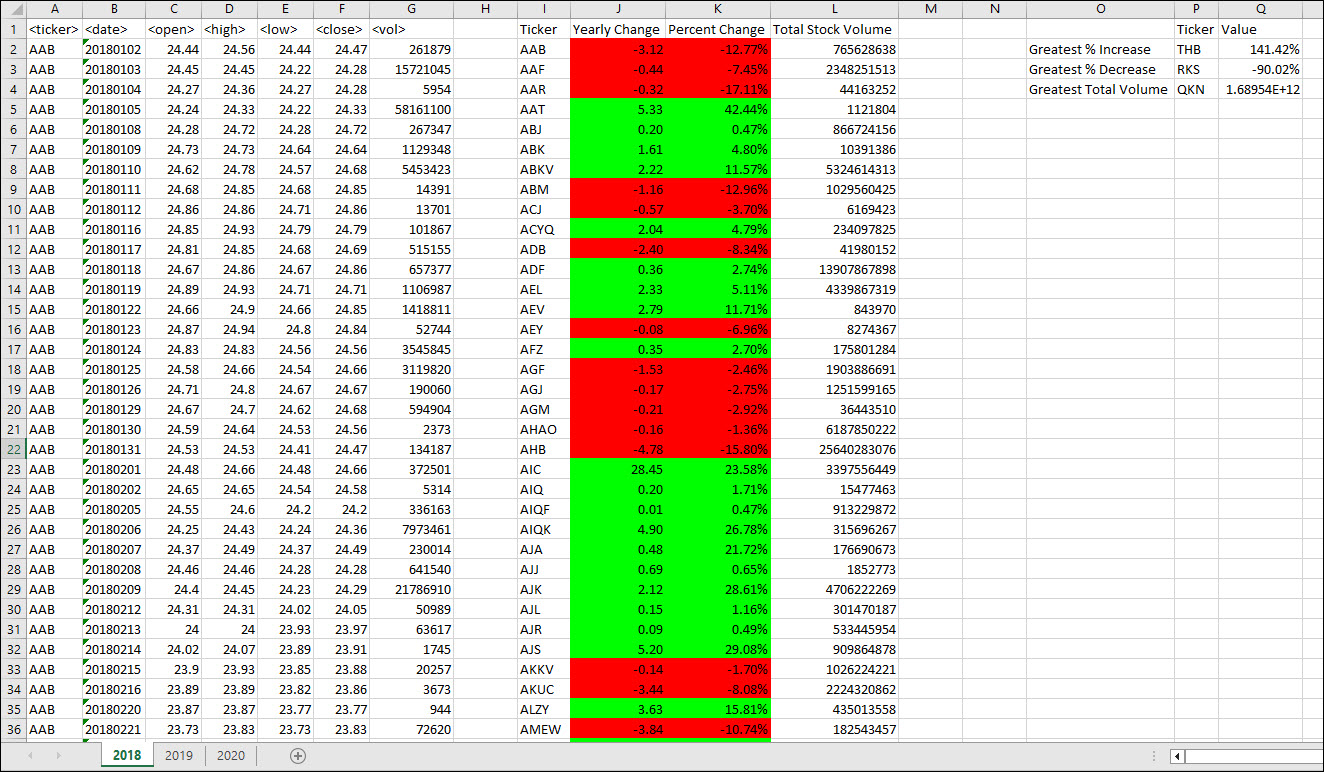 A B C D E F G H I J K L M N O P Q
1 <ticker> <date> <open> <high> <low> <close> <vol> Ticker Yearly Change Percent Change Total Stock Volume Ticker Value
2 AAB 20180102 24.44 24.56 24.44 24.47 261879 AAB -3.12 -12.77% 765628638 Greatest % Increase THB 141.42%
3 AAB 20180103 24.45 24.45 24.22 24.28 15721045 AAF -0.44 -7.45% 2348251513 Greatest % Decrease RKS -90.02%
4 AAB 20180104 24.27 24.36 24.27 24.28 5954 AAR -0.32 -17.11% 44163252 Greatest Total Volume QKN 1.68954E+12
5 AAB 20180105 24.24 24.33 24.22 24.33 58161100 AAT 5.33 42.44% 1121804
6 AAB 20180108 24.28 24.72 24.28 24.72 267347 ABJ 0.20 0.47% 866724156
7 AAB 20180109 24.73 24.73 24.64 24.64 1129348 ABK 1.61 4.80% 10391386
8 AAB 20180110 24.62 24.78 24.57 24.68 5453423 ABKV 2.22 11.57% 5324614313
9 AAB 20180111 24.68 24.85 24.68 24.85 14391 ABM -1.16 -12.96% 1029560425
10 AAB 20180112 24.86 24.86 24.71 24.86 13701 ACJ -0.57 -3.70% 6169423
11 AAB 20180116 24.85 24.93 24.79 24.79 101867 ACYQ 2.04 4.79% 234097825
12 AAB 20180117 24.81 24.85 24.68 24.69 515155 ADB -2.40 -8.34% 41980152
13 AAB 20180118 24.67 24.86 24.67 24.86 657377 ADF 0.36 2.74% 13907867898
14 AAB 20180119 24.89 24.93 24.71 24.71 1106987 AEL 2.33 5.11% 4339867319
15 AAB 20180122 24.66 24.9 24.66 24.85 1418811 AEV 2.79 11.71% 843970
16 AAB 20180123 24.87 24.94 24.8 24.84 52744 AEY -0.08 -6.96% 8274367
17 AAB 20180124 24.83 24.83 24.56 24.56 3545845 AFZ 0.35 2.70% 175801284
18 AAB 20180125 24.58 24.66 24.54 24.66 3119820 AGF -1.53 -2.46% 1903886691
19 AAB 20180126 24.71 24.8 24.67 24.67 190060 AGJ -0.17 -2.75% 1251599165
20 AAB 20180129 24.67 24.7 24.62 24.68 594904 AGM -0.21 -2.92% 36443510
21 AAB 20180130 24.59 24.64 24.53 24.56 2373 AHAO -0.16 -1.36% 6187850222
22 AAB 20180131 24.53 24.53 24.41 24.47 134187 AHB -4.78 -15.80% 25640283076
23 AAB 20180201 24.48 24.66 24.48 24.66 372501 AIC 28.45 23.58% 3397556449
24 AAB 20180202 24.65 24.65 24.54 24.58 5314 AIQ 0.20 1.71% 15477463
25 AAB 20180205 24.55 24.6 24.2 24.2 336163 AIQF 0.01 0.47% 913229872
26 AAB 20180206 24.25 24.43 24.24 24.36 7973461 AIQK 4.90 26.78% 315696267
27 AAB 20180207 24.37 24.49 24.37 24.49 230014 AJA 0.48 21.72% 176690673
28 AAB 20180208 24.46 24.46 24.28 24.28 641540 AJJ 0.69 0.65% 1852773
29 AAB 20180209 24.4 24.45 24.23 24.28 21786910 AJK 2.12 28.61% 4706222269
30 AAB 20180212 24.31 24.31 24.02 24.05 50989 AJL 0.15 1.16% 301470187
31 AAB 20180213 24 24 23.93 23.97 63617 AJR 0.09 0.49% 533445954
32 AAB 20180214 24.02 24.07 23.89 23.91 1745 AJS 5.20 29.08% 909864878
33 AAB 20180215 23.9 23.93 23.85 23.88 20257 AKKV -0.14 -1.70% 1026224221
34 AAB 20180216 23.89 23.89 23.82 23.86 3673 AKUC -3.44 -8.08% 2224320862
35 AAB 20180220 23.87 23.87 23.77 23.77 944 ALZY 3.63 15.81% 435013558
36 AAB 20180221 23.73 23.83 23.73 23.83 72620 AMEW -3.84 -10.74% 182543457
2018 2019 2020